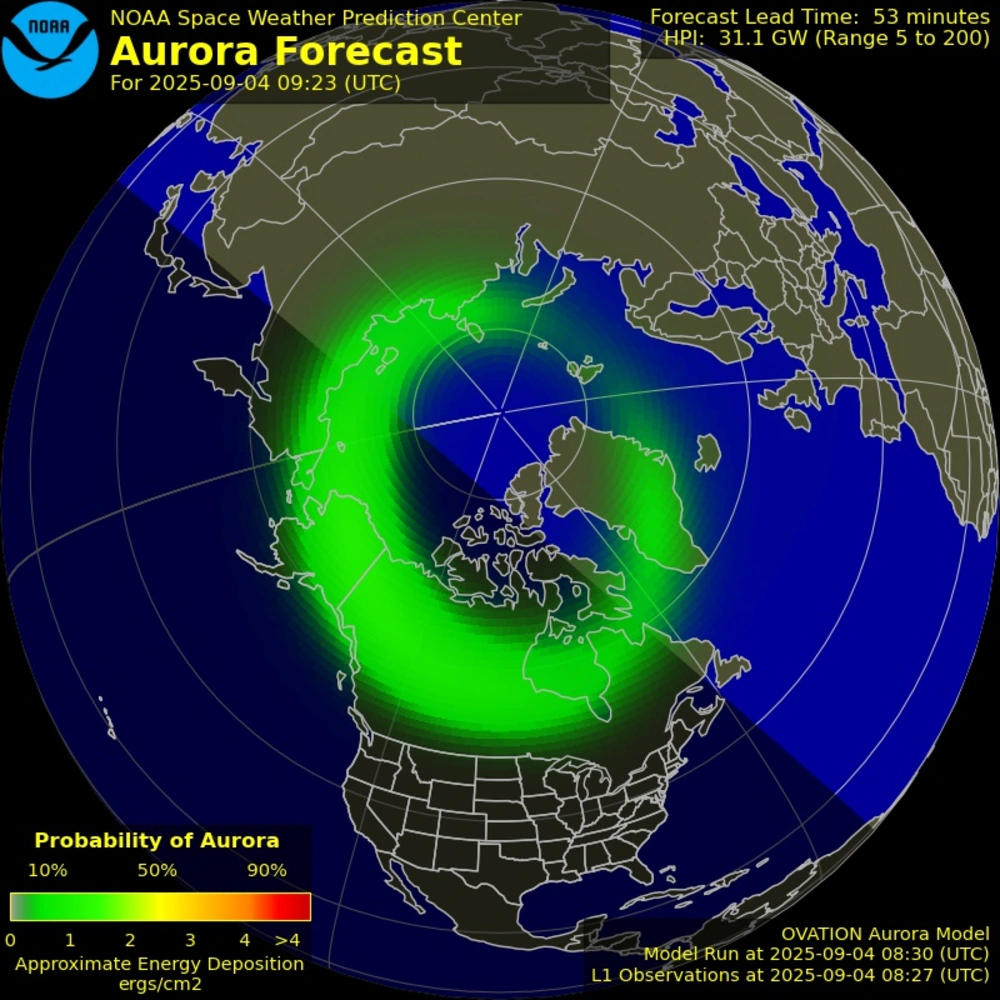 NOAA
NOAA Space Weather Prediction Center
Aurora Forecast
For 2025-09-04 09:23 (UTC)
Forecast Lead Time: 53 minutes
HPI: 31.1 GW (Range 5 to 200)
Probability of Aurora
10% 50% 90%
0 1 2 3 4 >4
Approximate Energy Deposition
ergs/cm2
OVATION Aurora Model
Model Run at 2025-09-04 08:30 (UTC)
L1 Observations at 2025-09-04 08:27 (UTC)